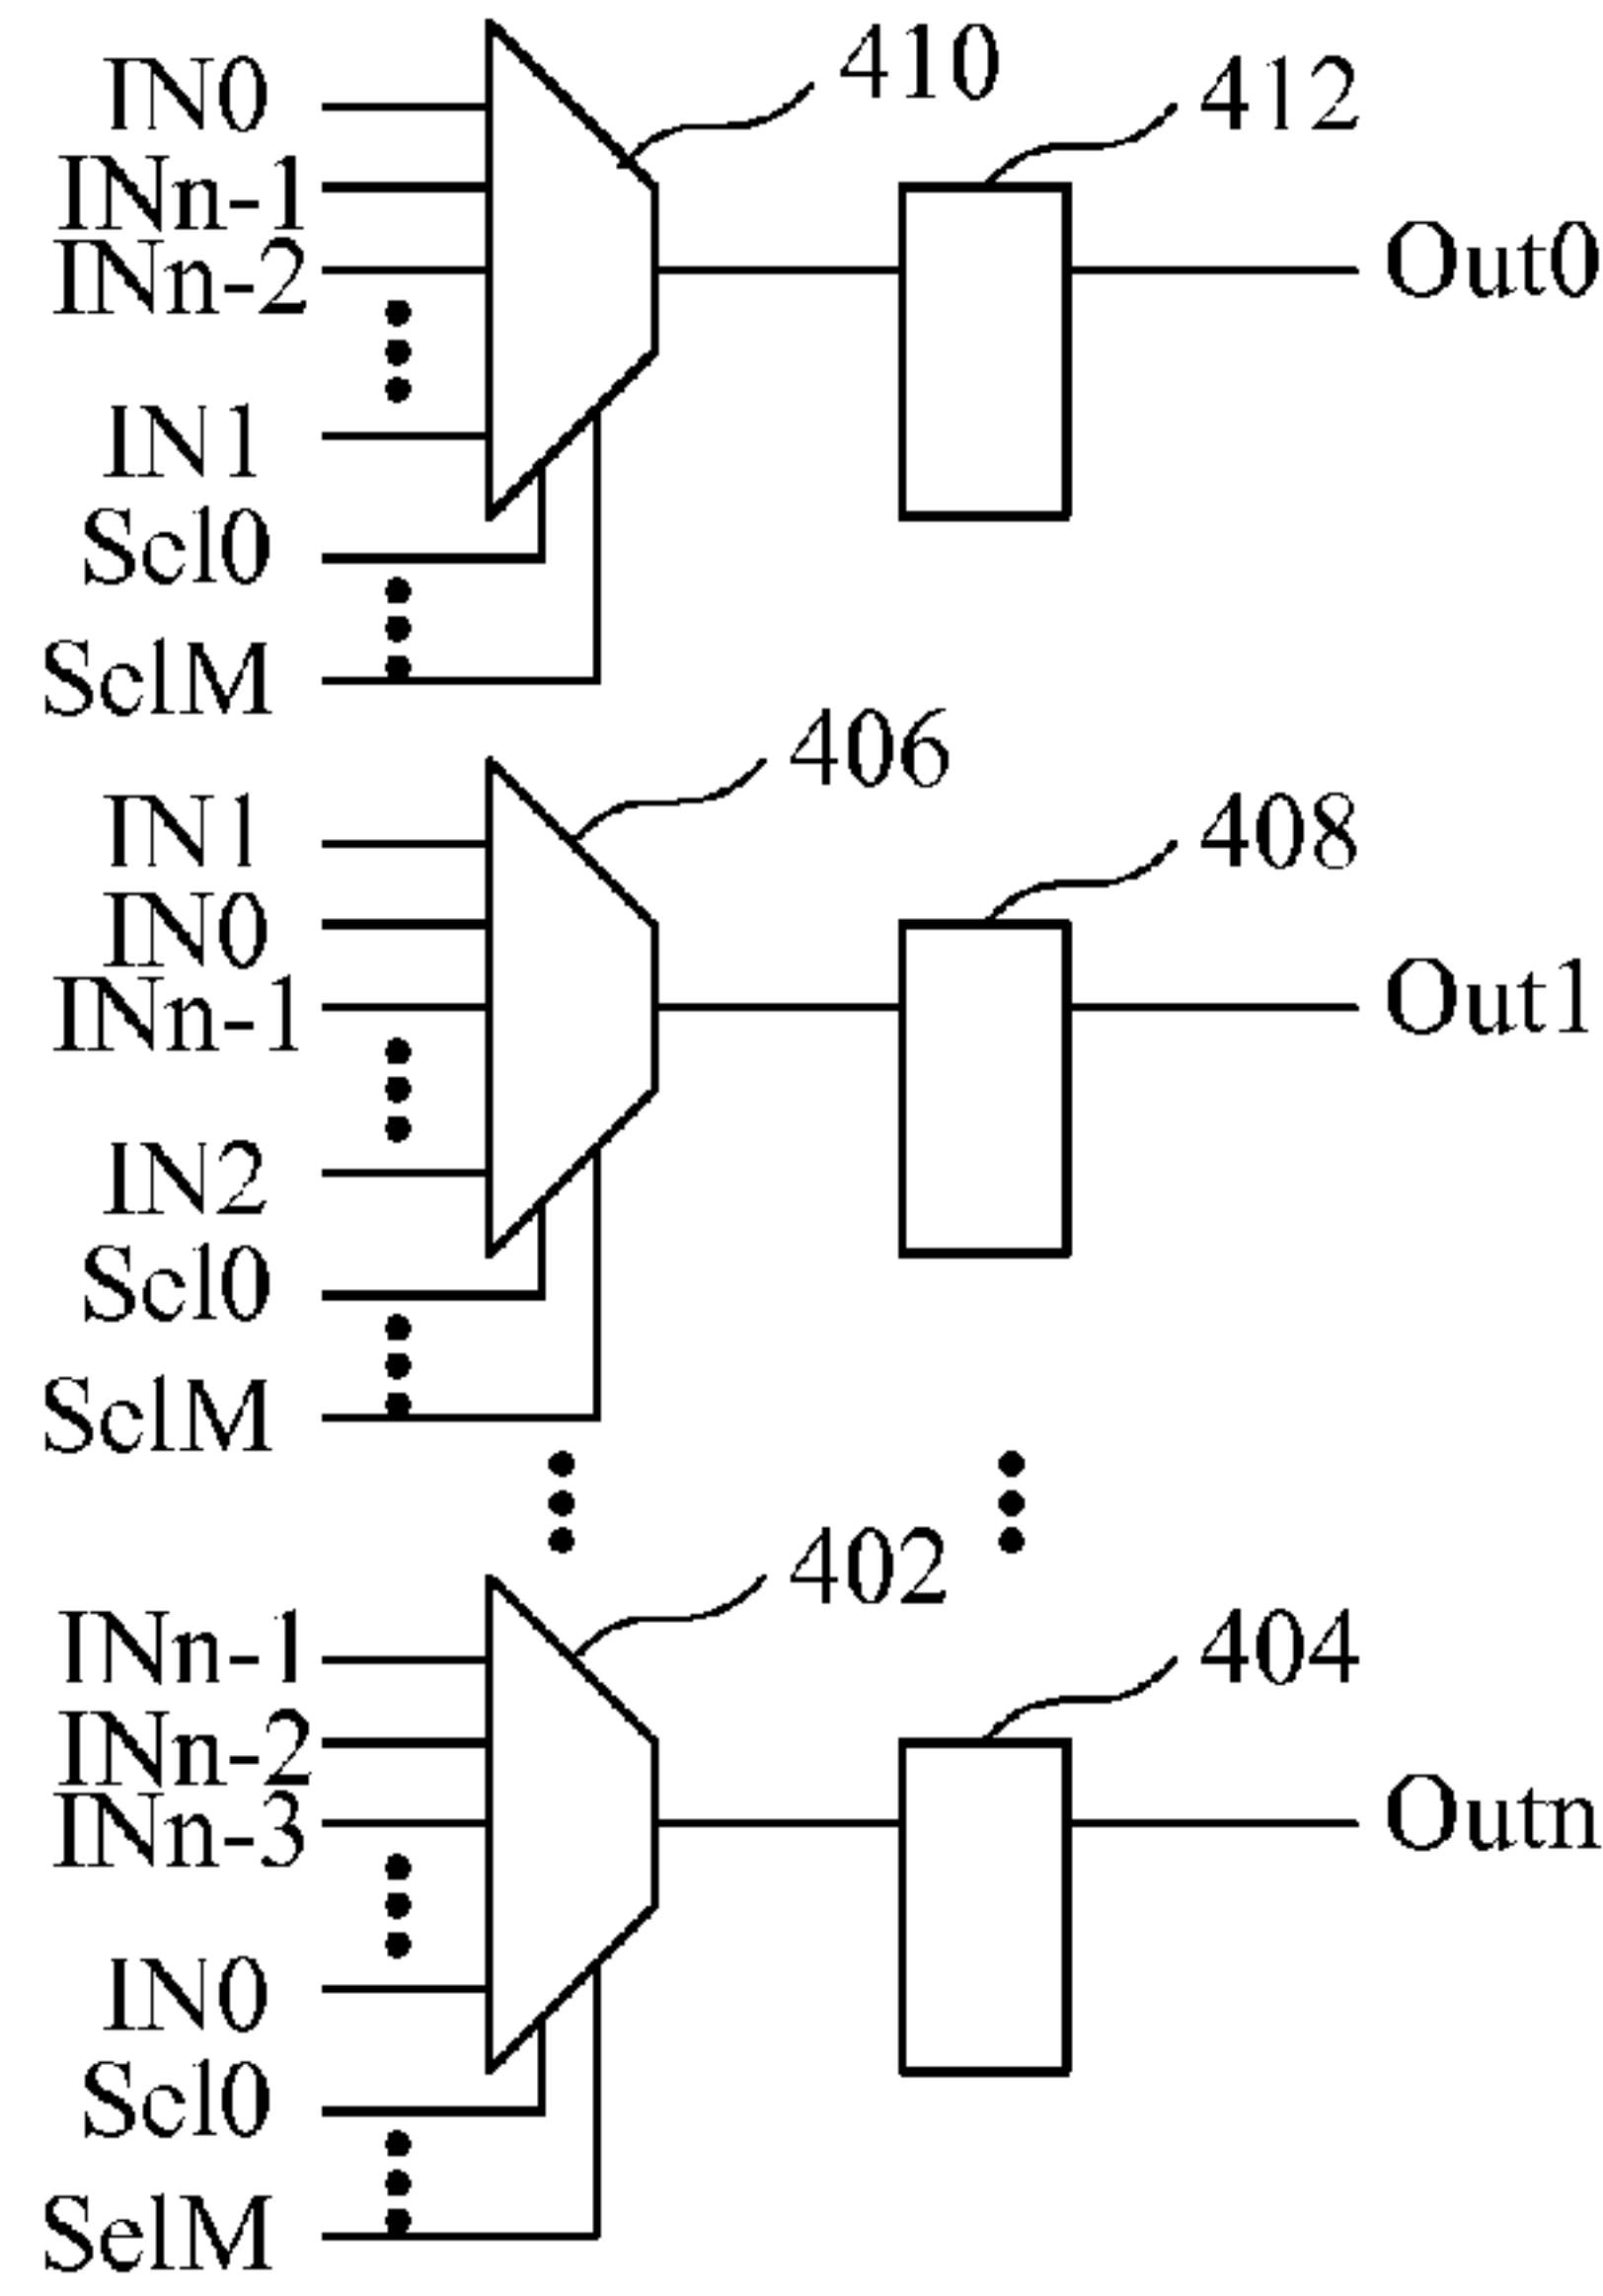 IN0
410
412
INn-1
INn-2
Out0
IN1
Scl0
SclM
406
IN1
408
IN0
INn-1
Out1
IN2
Scl0
SclM
402
INn-1
404
INn-2
INn-3
Outn
IN0
Scl0
SelM